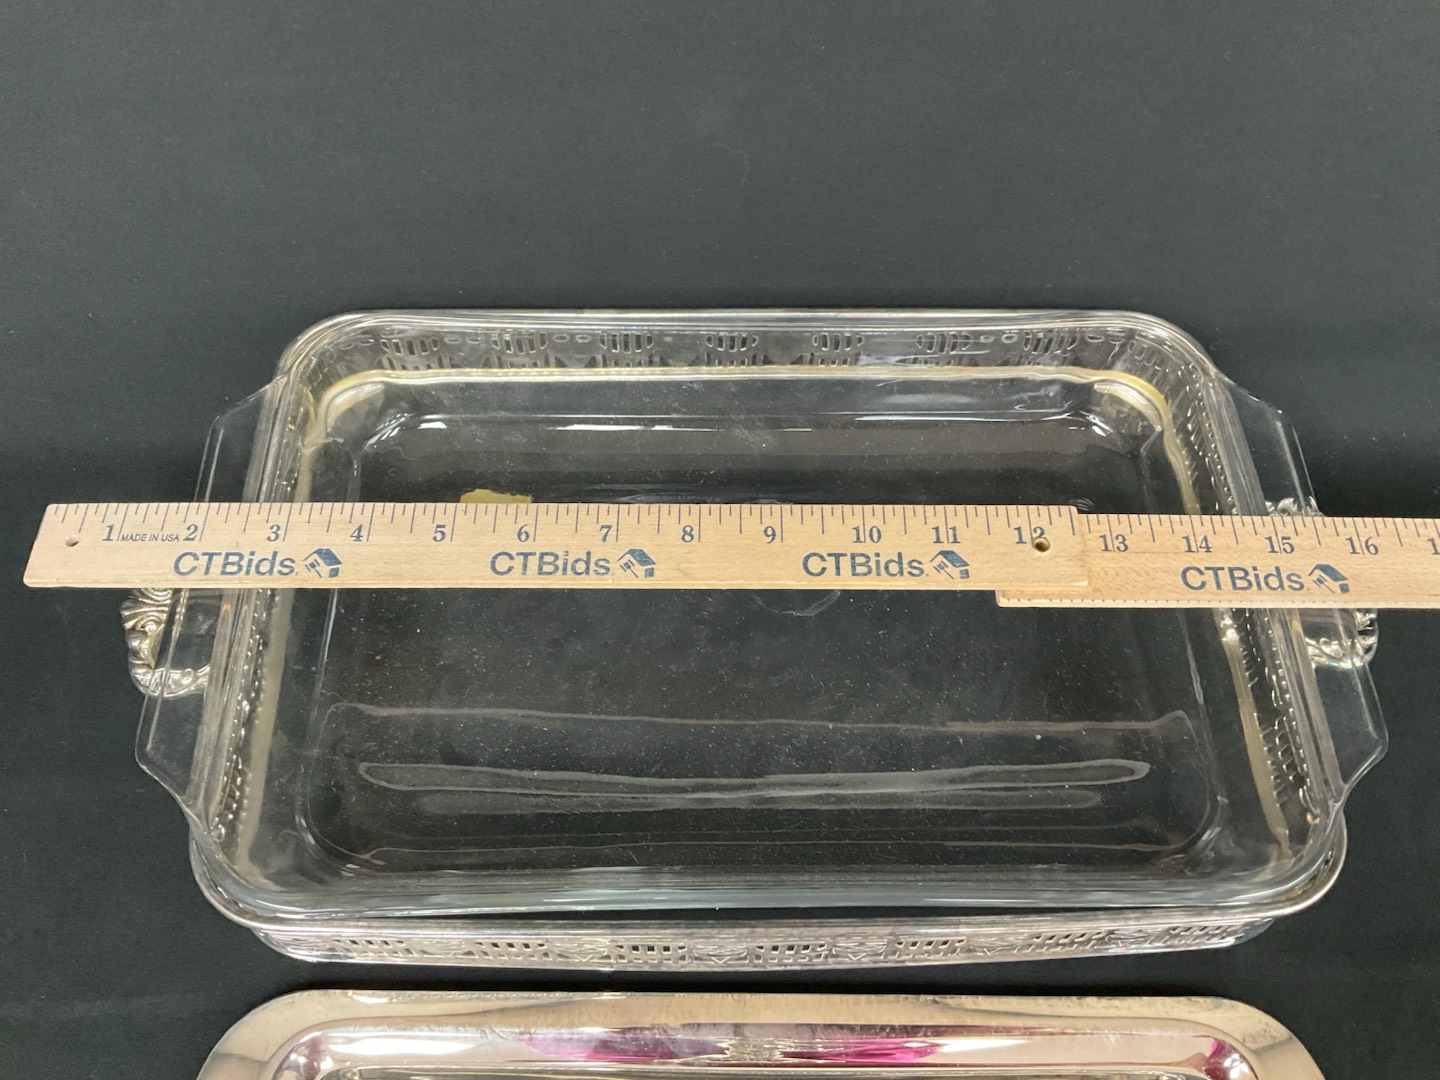 1 MADE IN USA 2 3 4 5 6 7 8 9 10 11 12
CTBids CTBids CTBids
13 14 15 16 1
CTBids